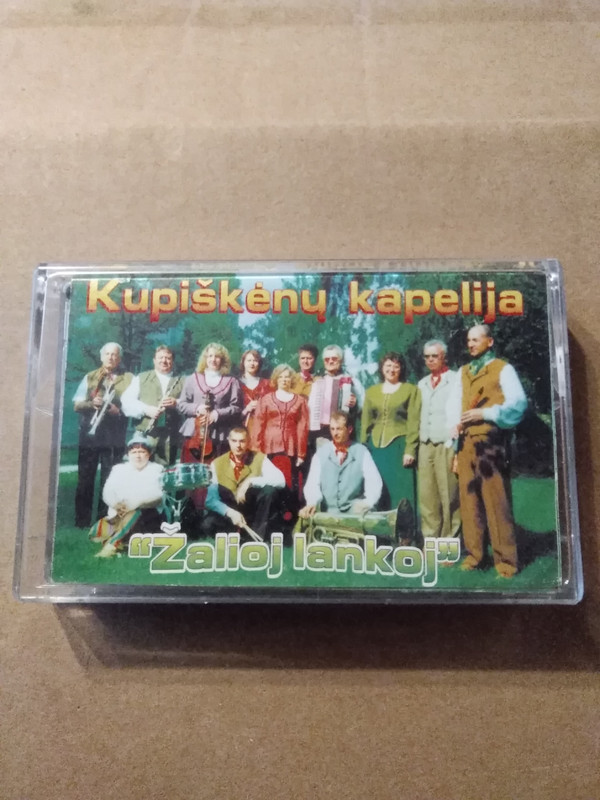 Kupiškėnų kapelija
“Žalioj lankoj”